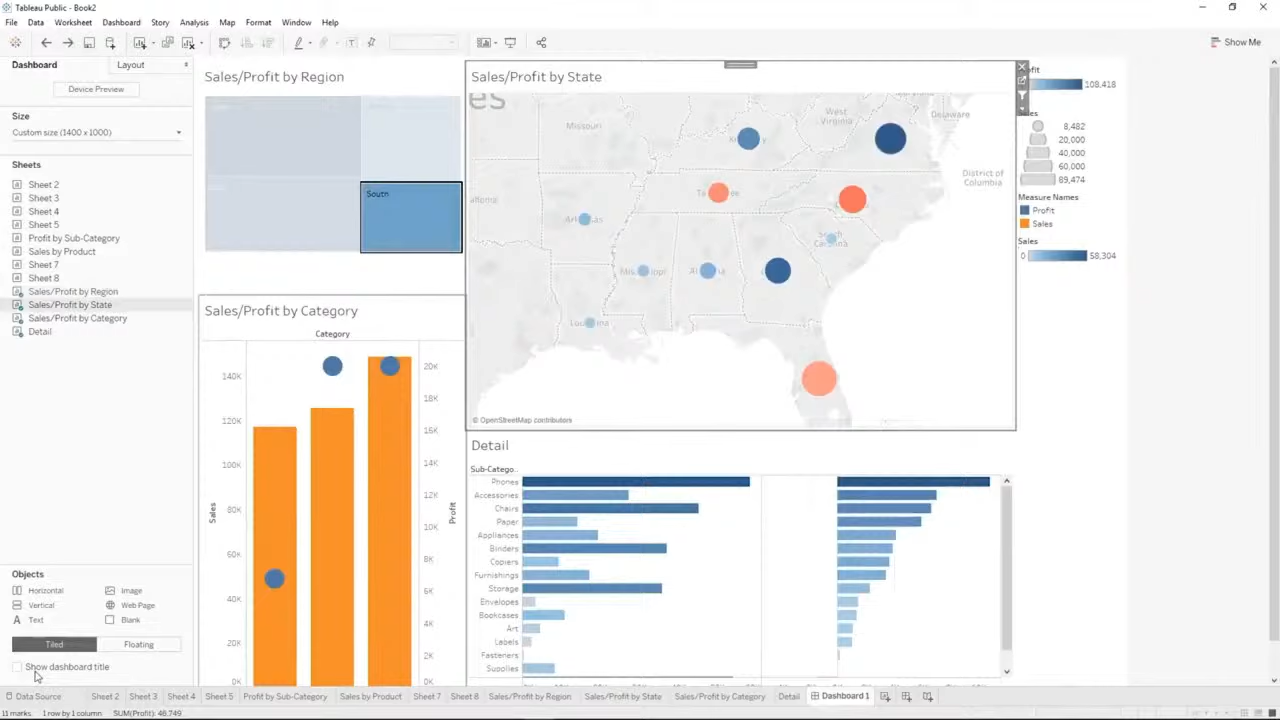 Tableau Public - Book2
File Data Worksheet Dashboard Story Analysis Map Format Window Help
Show Me
Dashboard Layout
Device Preview
Size
Custom size (1400 x 1000)
Sheets
Sheet 2
Sheet 3
Sheet 4
Sheet 5
Profit by Sub-Category
Sales by Product
Sheet 7
Sheet 8
Sales/Profit by Region
Sales/Profit by State
Sales/Profit by Category
Detail
Objects
Horizontal Image
Vertical Web Page
Text Blank
Tiled Floating
Show dashboard title
Sales/Profit by Region
South
Sales/Profit by State
es
Missouri
West
Virginia
Delaware
District of
Columbia
© OpenStreetMap contributors
108,418
8,482
20,000
40,000
60,000
89,474
Measure Names
Profit
Sales
Sales
0 58,304
Sales/Profit by Category
Category
140K
120K
100K
80K
60K
40K
20K
0K
Sales
20K
18K
16K
14K
12K
10K
8K
6K
4K
2K
0K
Profit
Detail
Sub-Catego..
Phones
Accessories
Chairs
Paper
Appliances
Binders
Copiers
Furnishings
Storage
Envelopes
Bookcases
Art
Labels
Fasteners
Supplies
Data Source Sheet 2 Sheet 3 Sheet 4 Sheet 5 Profit by Sub-Category Sales by Product Sheet 7 Sheet 8 Sales/Profit by Region Sales/Profit by State Sales/Profit by Category Detail Dashboard 1
11 marks 1 row by 1 column SUM(Profit): 46,749